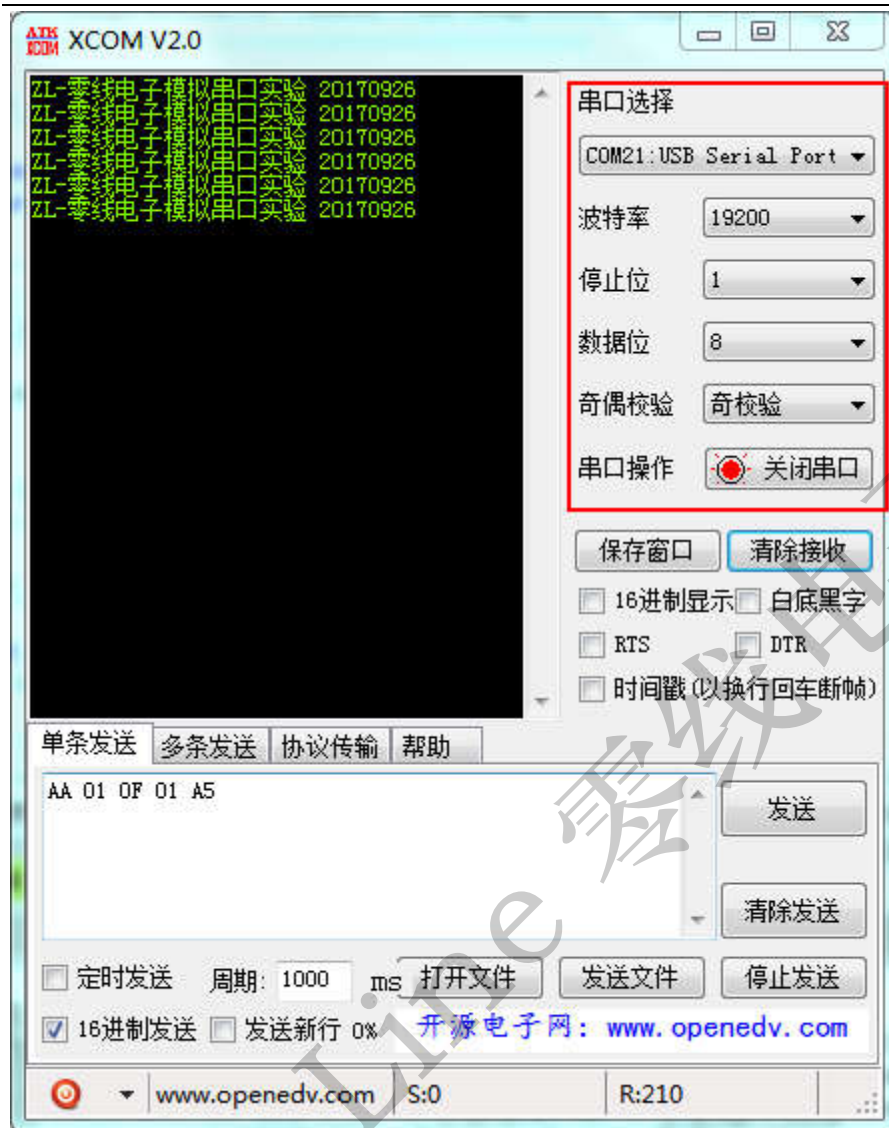 XCOM V2.0
ZL-零线电子模拟串口实验 20170926
ZL-零线电子模拟串口实验 20170926
ZL-零线电子模拟串口实验 20170926
ZL-零线电子模拟串口实验 20170926
ZL-零线电子模拟串口实验 20170926
ZL-零线电子模拟串口实验 20170926
串口选择
COM21:USB Serial Port
波特率 19200
停止位 1
数据位 8
奇偶校验 奇校验
串口操作 关闭串口
保存窗口 清除接收
16进制显示 白底黑字
RTS DTR
时间戳(以换行回车断帧)
单条发送 多条发送 协议传输 帮助
AA 01 0F 01 A5
发送
清除发送
定时发送 周期: 1000 ms 打开文件 发送文件 停止发送
16进制发送 发送新行 0% 开源电子网: www.openedv.com
www.openedv.com S:0 R:210
Line 零线电